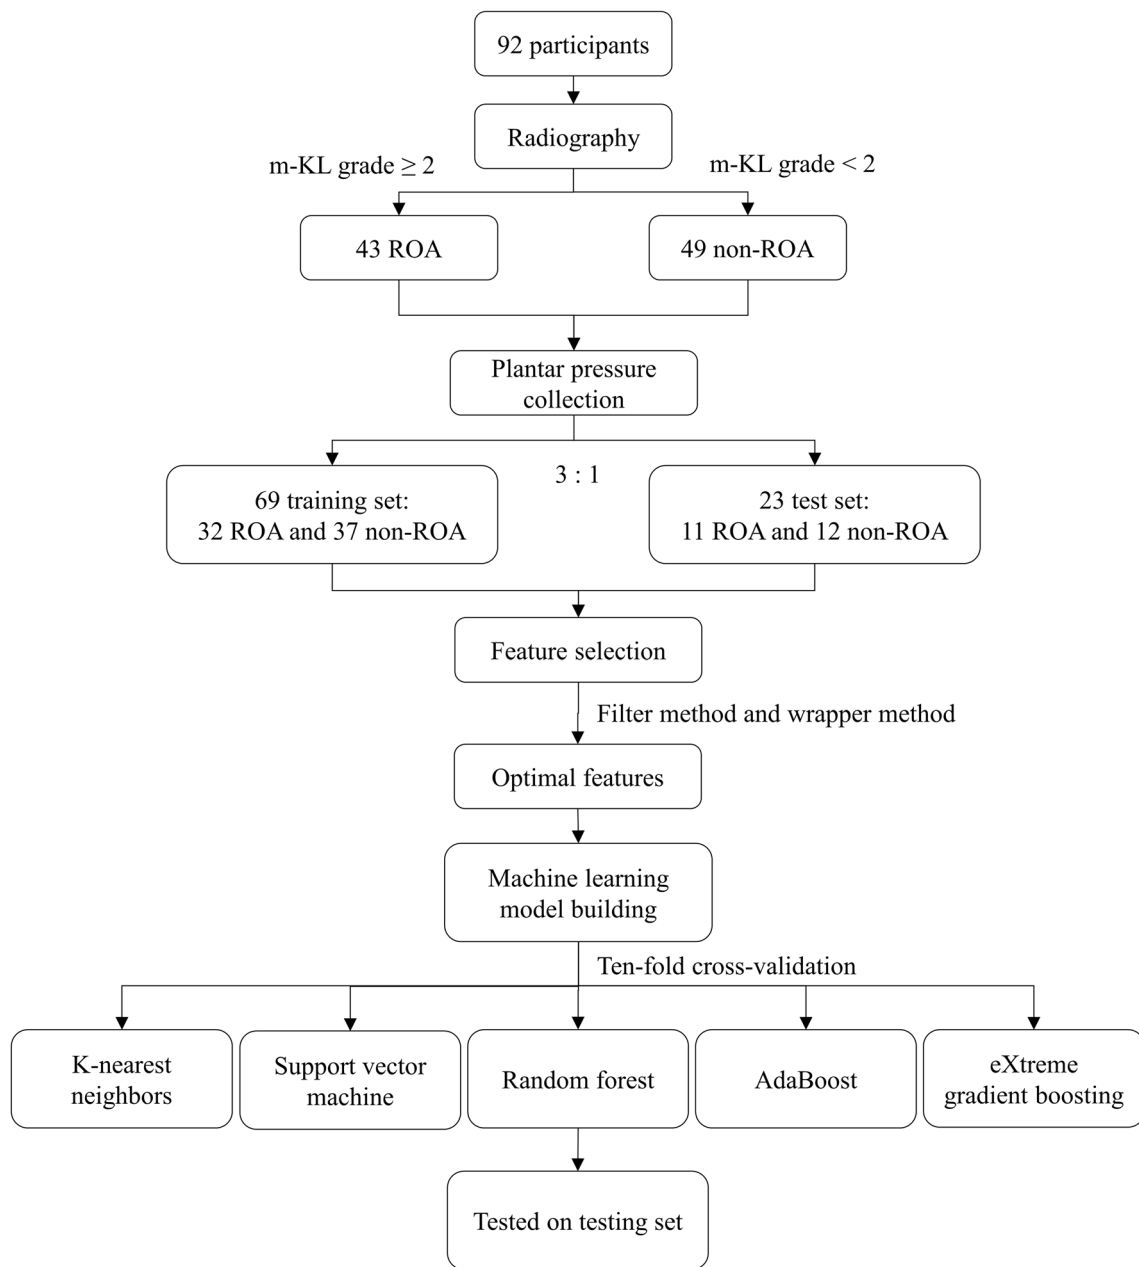 92 participants
Radiography
m-KL grade ≥ 2
m-KL grade < 2
43 ROA
49 non-ROA
Plantar pressure
collection
3 : 1
69 training set:
32 ROA and 37 non-ROA
23 test set:
11 ROA and 12 non-ROA
Feature selection
Filter method and wrapper method
Optimal features
Machine learning
model building
Ten-fold cross-validation
K-nearest
neighbors
Support vector
machine
Random forest
AdaBoost
eXtreme
gradient boosting
Tested on testing set